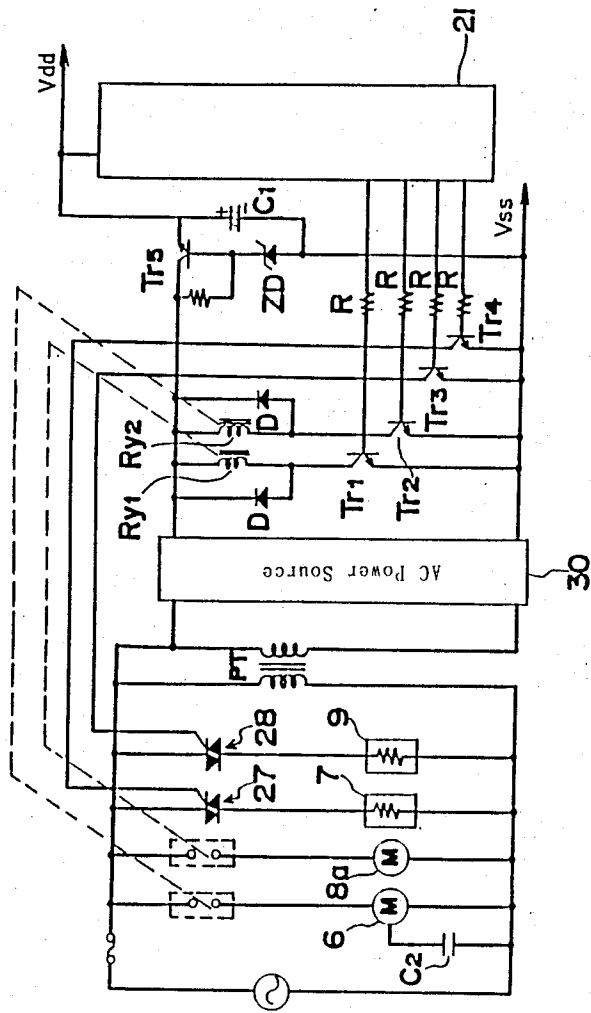 Vdd
21
C1
+
-
Vss
Tr5
ZD
R
R
R
R
Tr4
Tr3
Ry2
D
Ry1
D
Tr1
Tr2
AC Power Source
30
PT
28
9
27
7
8a
M
6
M
C2